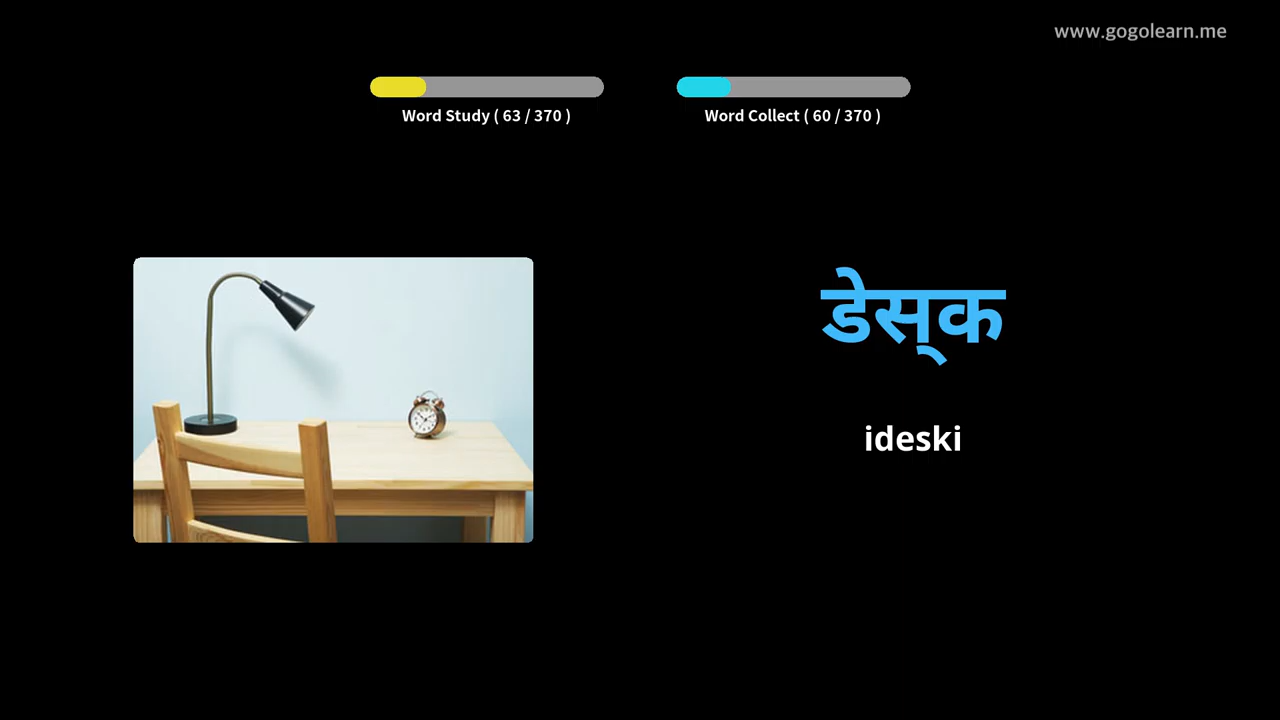 www.gogolearn.me
Word Study ( 63 / 370 )
Word Collect ( 60 / 370 )
डेस्‌क
ideski